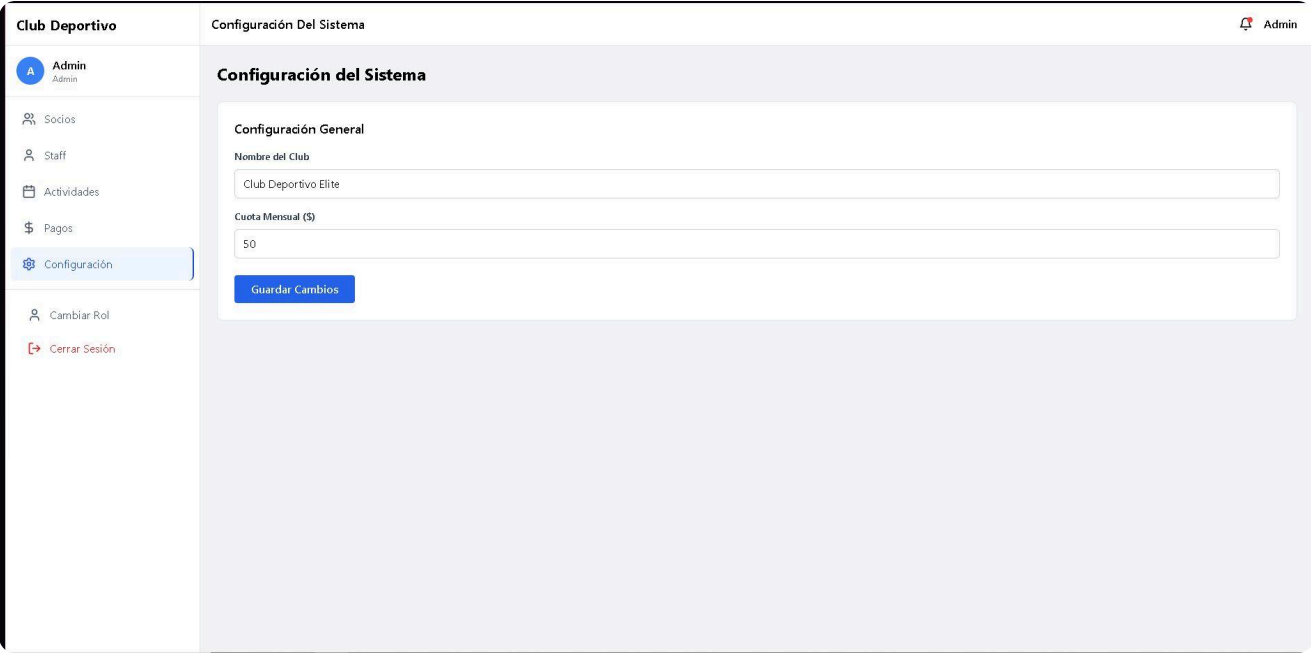 Club Deportivo
Configuración Del Sistema
Admin
A
Admin
Admin
Socios
Staff
Actividades
Pagos
Configuración
Cambiar Rol
Cerrar Sesión
Configuración del Sistema
Configuración General
Nombre del Club
Club Deportivo Elite
Cuota Mensual ($)
50
Guardar Cambios